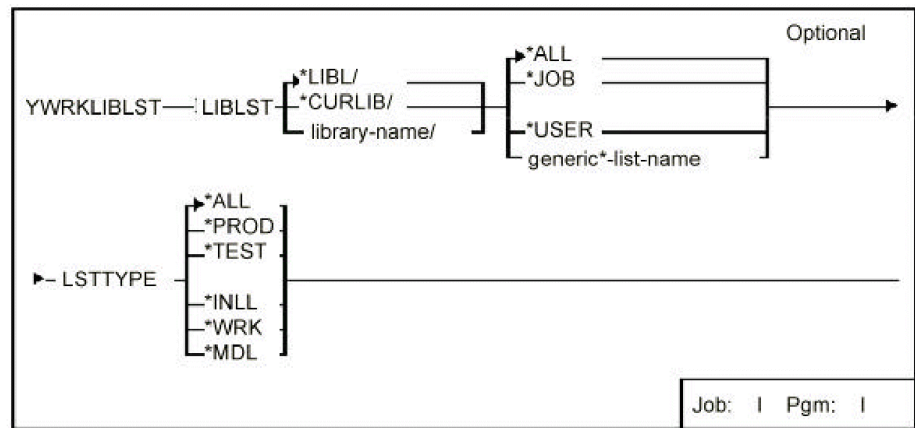 Optional
*ALL
*LIBL/
*JOB
YWRKLIBLST LIBLST *CURLIB/
library-name/
*USER
generic*-list-name
*ALL
*PROD
*TEST
LSTTYPE
*INLL
*WRK
*MDL
Job: I Pgm: I